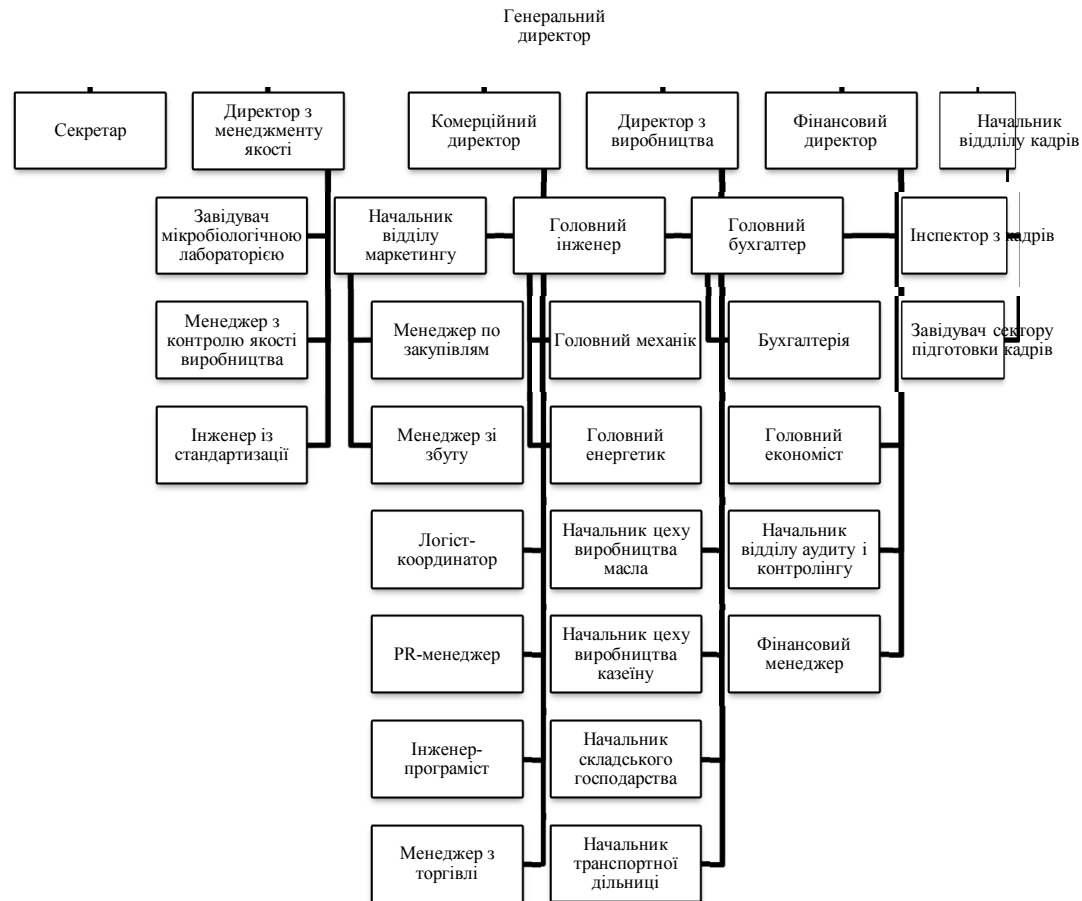 Генеральний
директор
Секретар
Директор з
менеджменту
якості
Комерційний
директор
Директор з
виробництва
Фінансовий
директор
Начальник
віддлілу кадрів
Завідувач
мікробіологічною
лабораторією
Начальник
відділу
маркетингу
Головний
інженер
Головний
бухгалтер
Інспектор з кадрів
Менеджер з
контролю якості
виробництва
Менеджер по
закупівлям
Головний механік
Бухгалтерія
Завідувач сектору
підготовки кадрів
Інженер із
стандартизації
Менеджер зі
збуту
Головний
енергетик
Головний
економіст
Логіст-
координатор
Начальник цеху
виробництва
масла
Начальник
відділу аудиту і
контролінгу
PR-менеджер
Начальник цеху
виробництва
казеїну
Фінансовий
менеджер
Інженер-
програміст
Начальник
складського
господарства
Менеджер з
торгівлі
Начальник
транспортної
дільниці